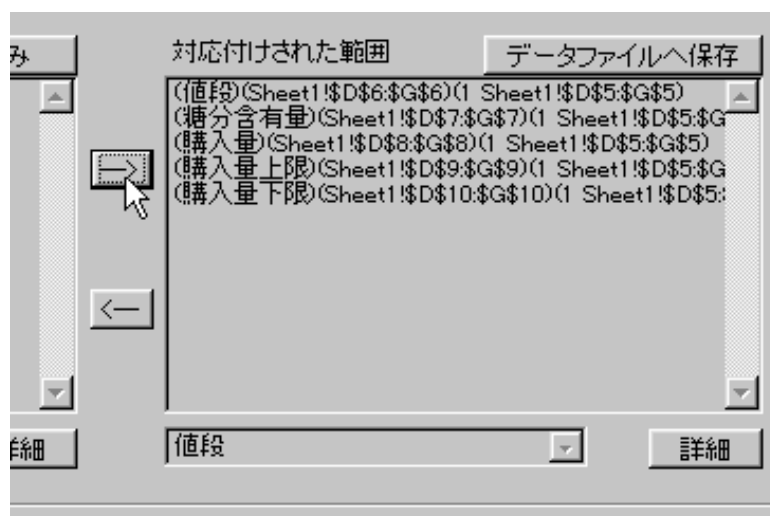 み
対応付けされた範囲
データファイルへ保存
(値段)(Sheet1!$D$6:$G$6)(1 Sheet1!$D$5:$G$5)
(糖分含有量)(Sheet1!$D$7:$G$7)(1 Sheet1!$D$5:$G
(購入量)(Sheet1!$D$8:$G$8)(1 Sheet1!$D$5:$G$5)
(購入量上限)(Sheet1!$D$9:$G$9)(1 Sheet1!$D$5:$G
(購入量下限)(Sheet1!$D$10:$G$10)(1 Sheet1!$D$5:
-->
<--
詳細
値段
詳細